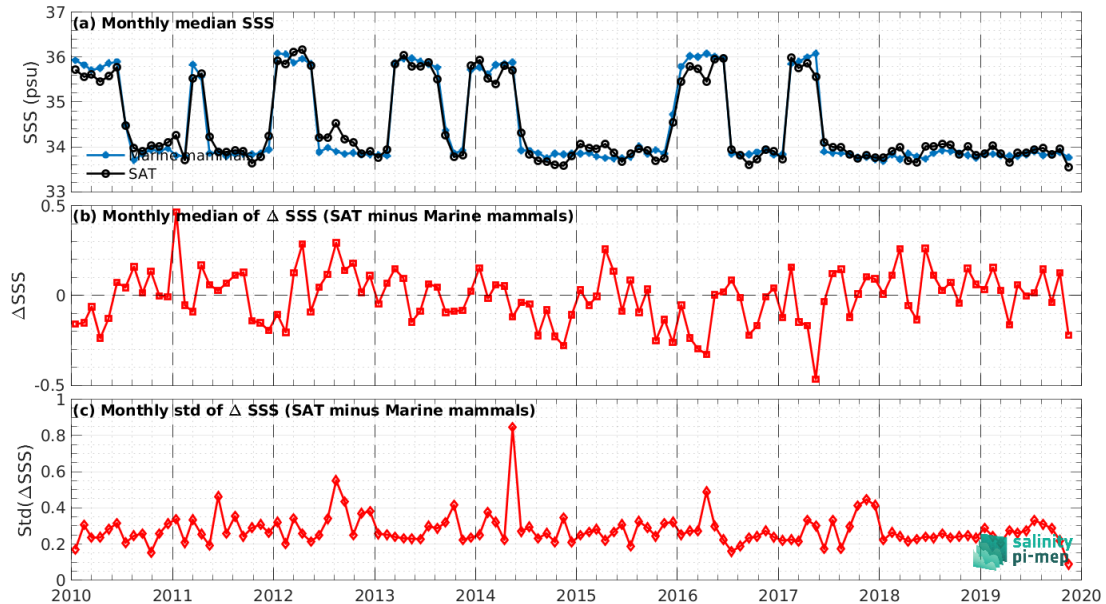 (a) Monthly median SSS
37
36
35
34
33
SSS (psu)
Marine mammals
SAT
(b) Monthly median of Δ SSS (SAT minus Marine mammals)
0.5
0
-0.5
ΔSSS
(c) Monthly std of Δ SSS (SAT minus Marine mammals)
1
0.8
0.6
0.4
0.2
0
Std(ΔSSS)
salinity
pi-mep
2010 2011 2012 2013 2014 2015 2016 2017 2018 2019 2020